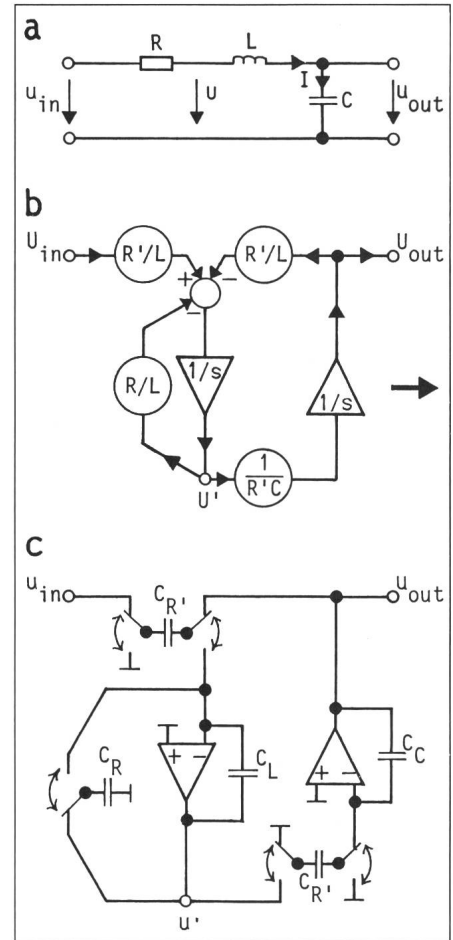 a
R L
u_in u I C u_out
b
U_in R'/L R'/L U_out
+ −
−
R/L 1/s 1/s
U' 1/R'C
c
u_in C_R' u_out
C_R + − C_L + − C_C
C_R'
u'